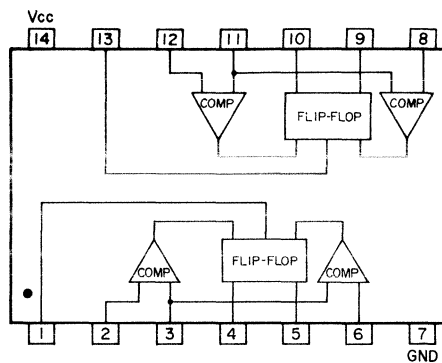 Vcc
14 13 12 11 10 9 8
COMP FLIP-FLOP COMP
COMP FLIP-FLOP COMP
1 2 3 4 5 6 7
GND